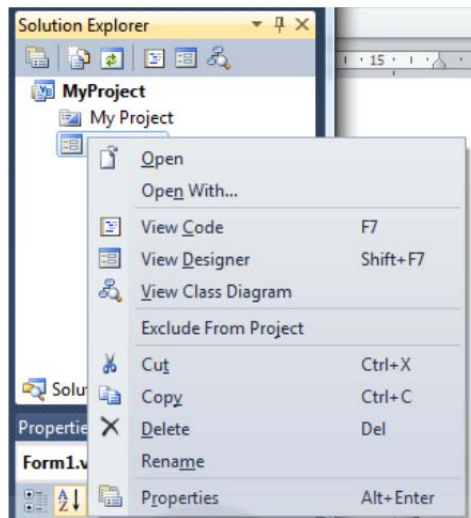 Solution Explorer
15
MyProject
My Project
Open
Open With...
View Code F7
View Designer Shift+F7
View Class Diagram
Exclude From Project
Cut Ctrl+X
Copy Ctrl+C
Delete Del
Rename
Properties Alt+Enter
Solu
Propertie
Form1.v